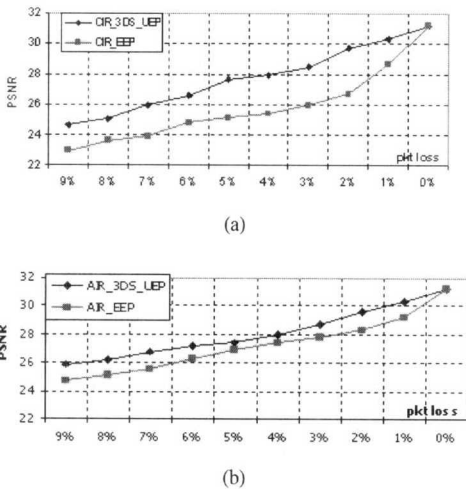 32
CIR_3DS_UEP
30
CIR_EEP
28
PSNR
26
24
22
pkt loss
9% 8% 7% 6% 5% 4% 3% 2% 1% 0%
(a)
32
AIR_3DS_UEP
30
AIR_EEP
28
PSNR
26
24
22
pkt loss
9% 8% 7% 6% 5% 4% 3% 2% 1% 0%
(b)